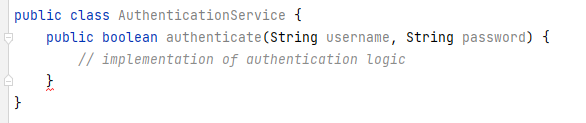 public class AuthenticationService {
    public boolean authenticate(String username, String password) {
        // implementation of authentication logic
    }
}